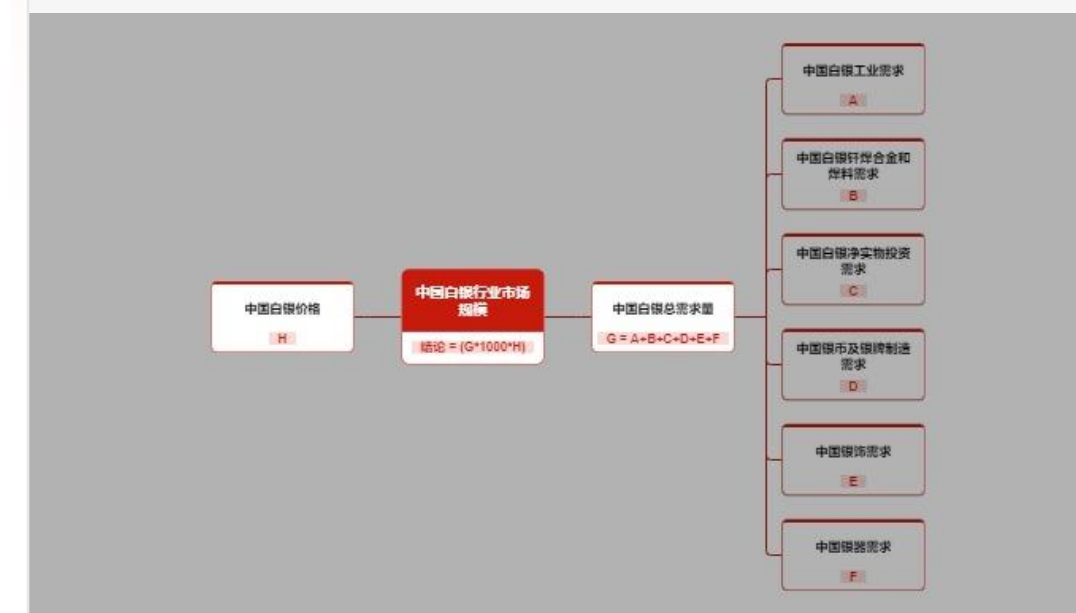 中国白银价格
H
中国白银行业市场
规模
结论 = (G*1000*H)
中国白银总需求量
G = A+B+C+D+E+F
中国白银工业需求
A
中国白银钎焊合金和
焊料需求
B
中国白银净实物投资
需求
C
中国银币及银牌制造
需求
D
中国银饰需求
E
中国银器需求
F